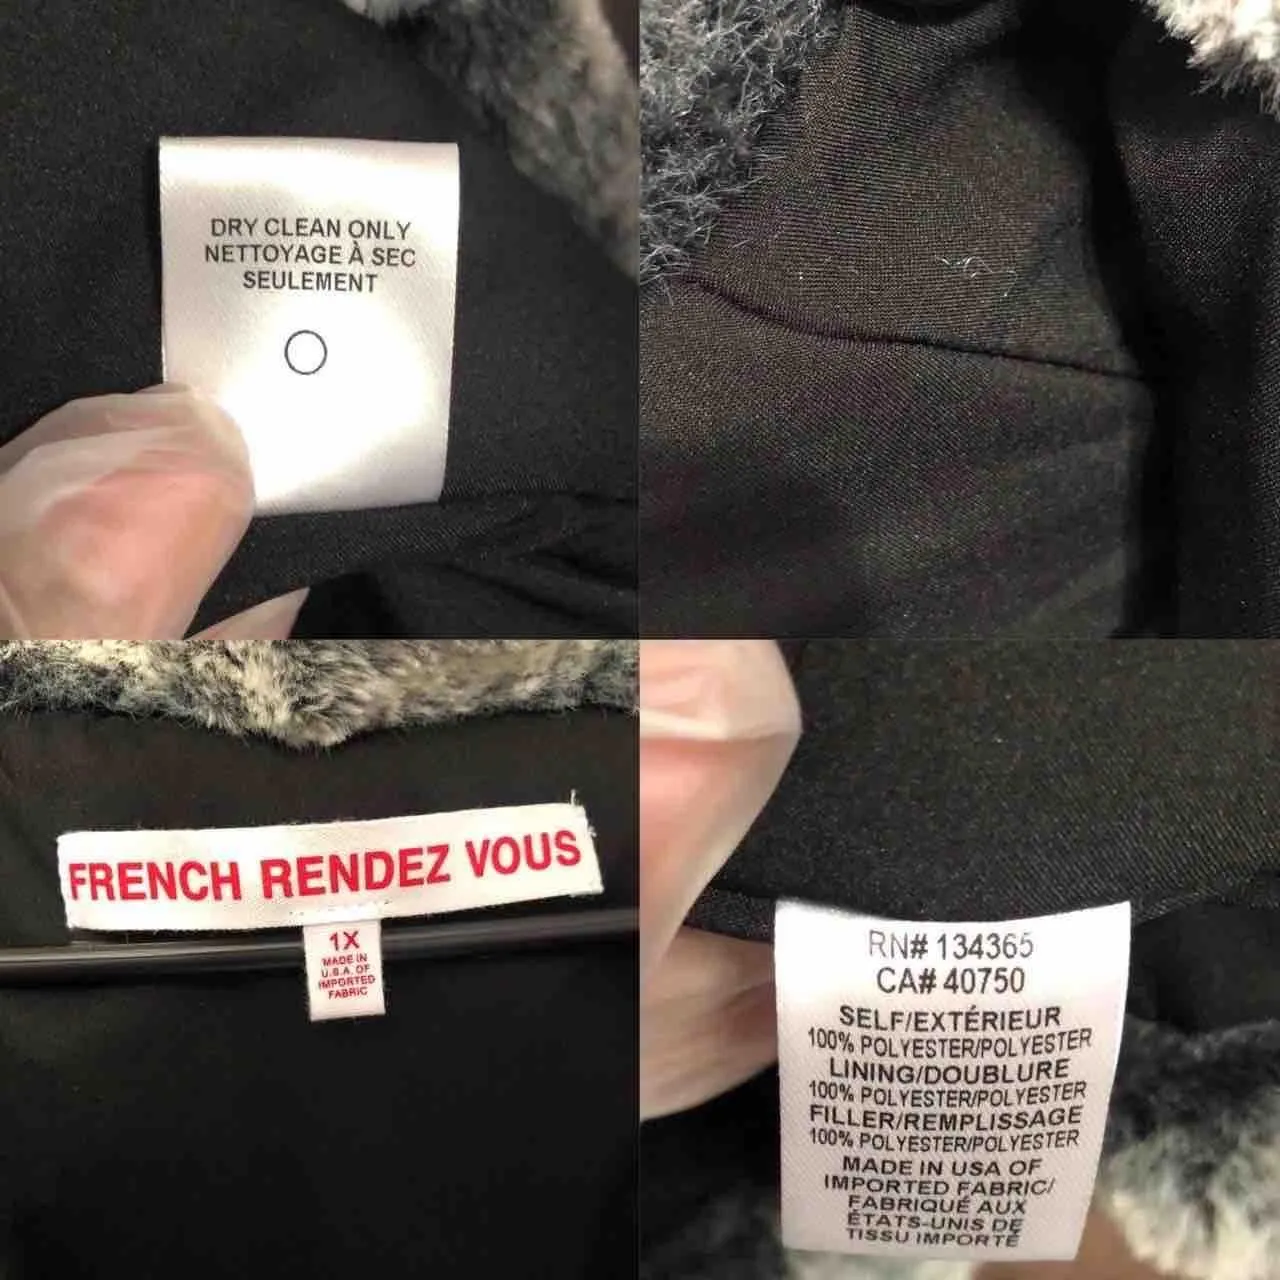 DRY CLEAN ONLY
NETTOYAGE À SEC
SEULEMENT
FRENCH RENDEZ VOUS
1X
MADE IN
U.S.A. OF
IMPORTED
FABRIC
RN# 134365
CA# 40750
SELF/EXTÉRIEUR
100% POLYESTER/POLYESTER
LINING/DOUBLURE
100% POLYESTER/POLYESTER
FILLER/REMPLISSAGE
100% POLYESTER/POLYESTER
MADE IN USA OF
IMPORTED FABRIC/
FABRIQUÉ AUX
ÉTATS-UNIS DE
TISSU IMPORTÉ